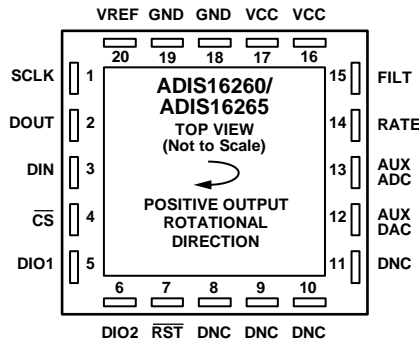 VREF GND GND VCC VCC
20 19 18 17 16
SCLK 1
DOUT 2
DIN 3
C̅S̅ 4
DIO1 5
ADIS16260/
ADIS16265
TOP VIEW
(Not to Scale)
POSITIVE OUTPUT
ROTATIONAL
DIRECTION
15 FILT
14 RATE
13 AUX
ADC
12 AUX
DAC
11 DNC
6 7 8 9 10
DIO2 R̅S̅T̅ DNC DNC DNC